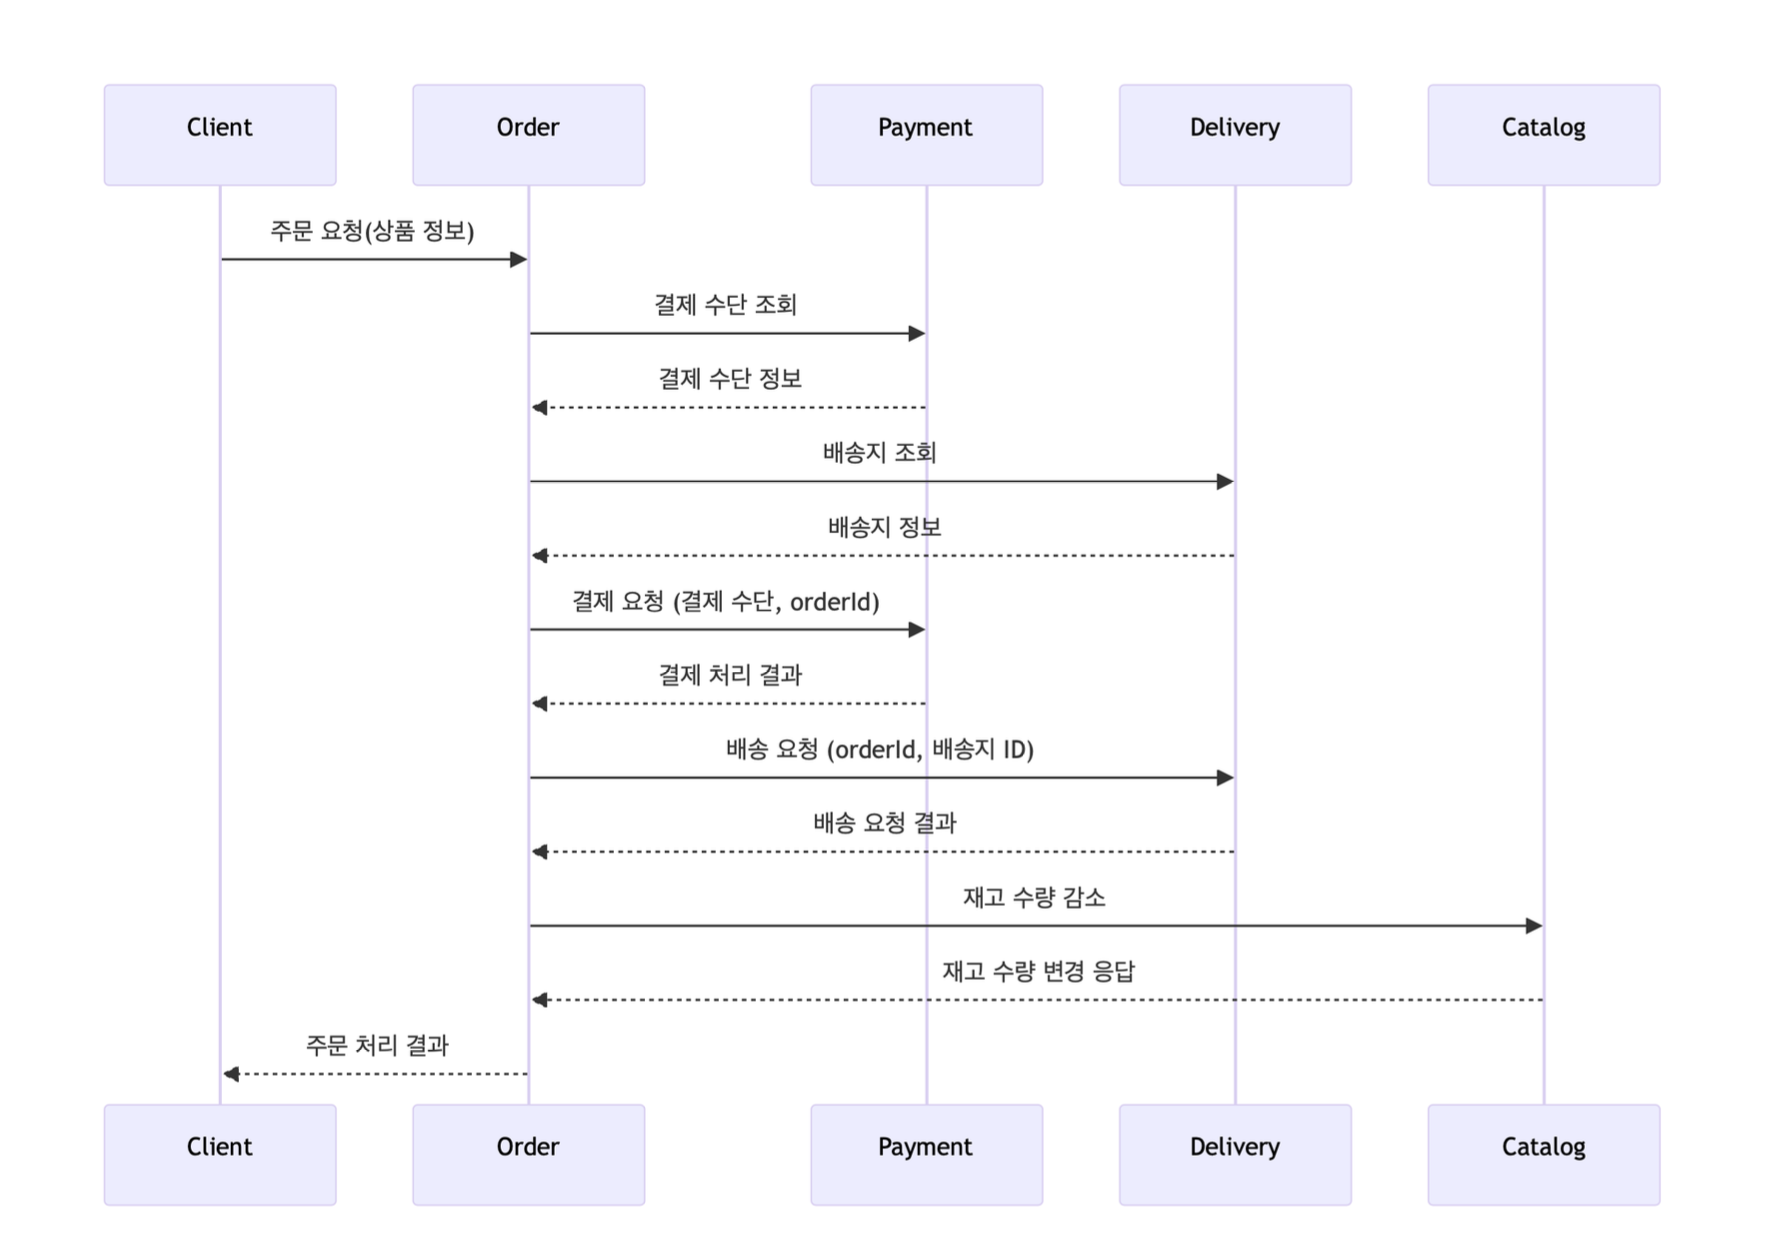 Client
Order
Payment
Delivery
Catalog
주문 요청(상품 정보)
결제 수단 조회
결제 수단 정보
배송지 조회
배송지 정보
결제 요청 (결제 수단, orderId)
결제 처리 결과
배송 요청 (orderId, 배송지 ID)
배송 요청 결과
재고 수량 감소
재고 수량 변경 응답
주문 처리 결과
Client
Order
Payment
Delivery
Catalog